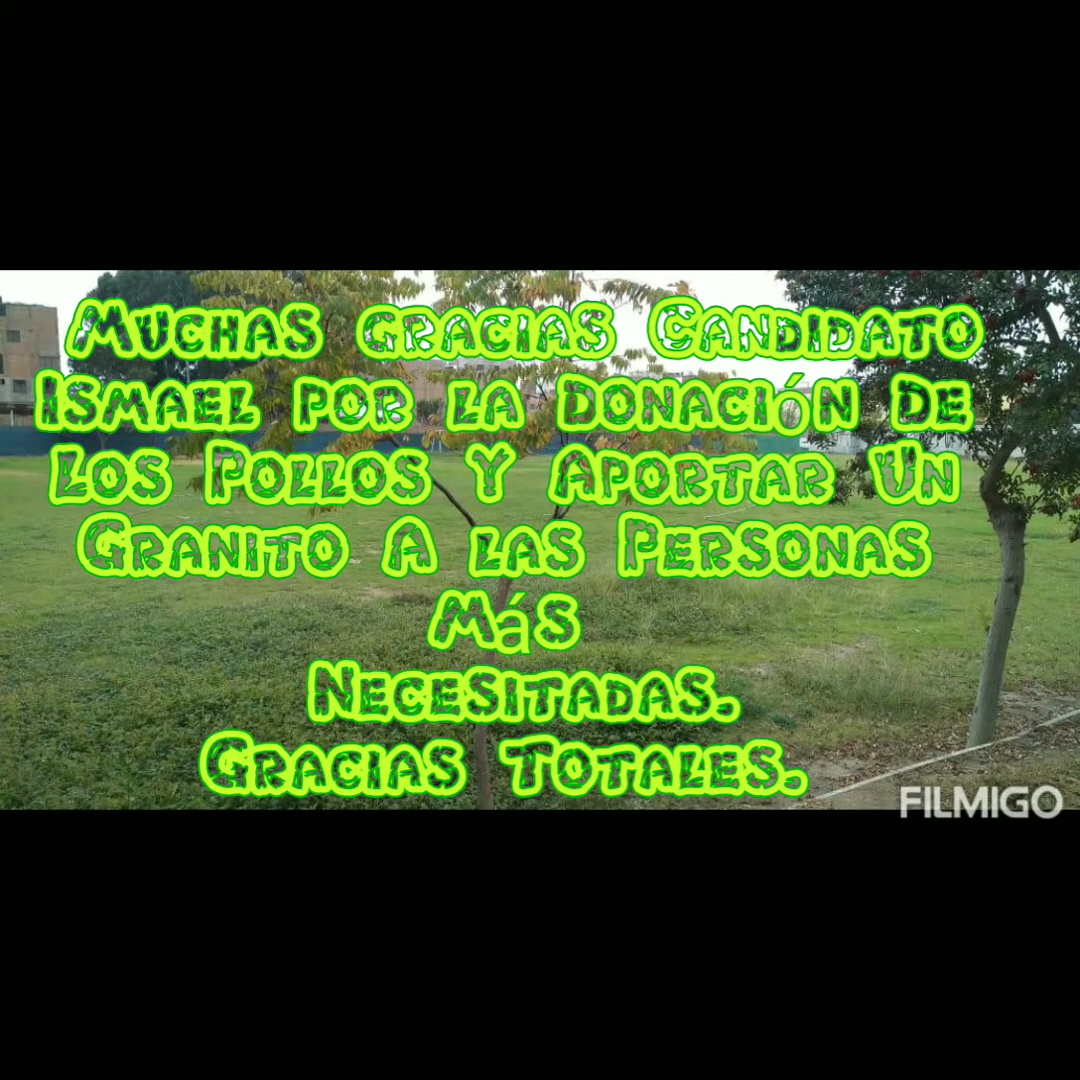 Muchas gracias Candidato
Ismael por la donación de
Los Pollos Y Aportar Un
Granito A las Personas
Más
Necesitadas.
Gracias Totales.
FILMIGO